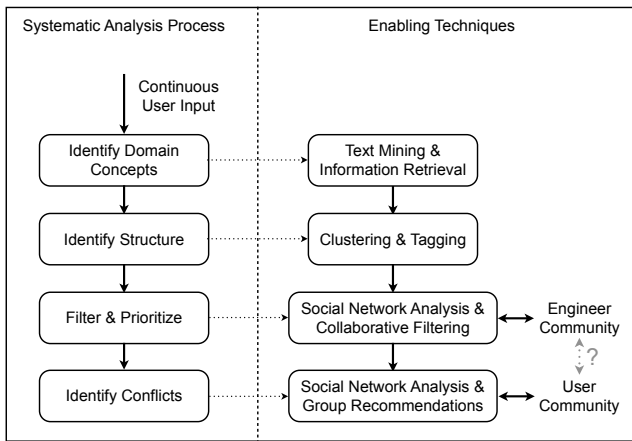 Systematic Analysis Process
Enabling Techniques
Continuous
User Input
Identify Domain
Concepts
Text Mining &
Information Retrieval
Identify Structure
Clustering & Tagging
Filter & Prioritize
Social Network Analysis &
Collaborative Filtering
Engineer
Community
?
Identify Conflicts
Social Network Analysis &
Group Recommendations
User
Community